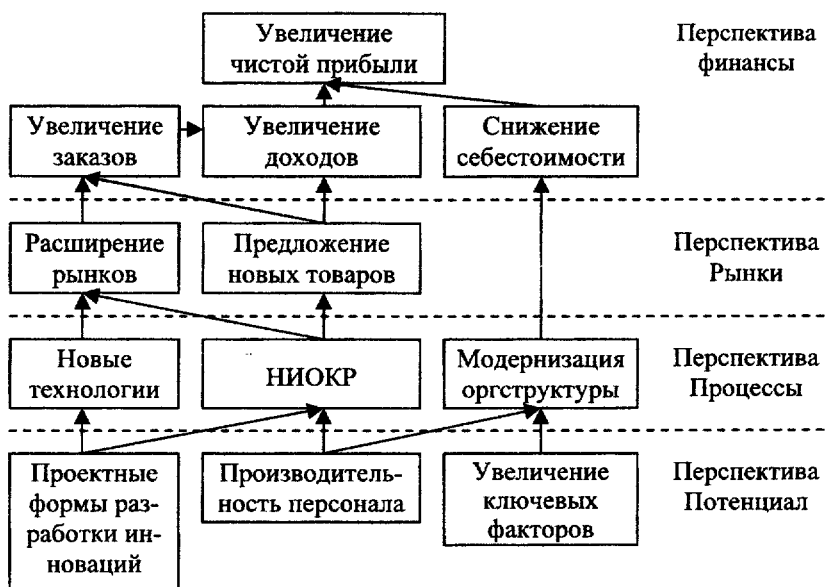 Увеличение
чистой прибыли
Перспектива
финансы
Увеличение
заказов
Увеличение
доходов
Снижение
себестоимости
Расширение
рынков
Предложение
новых товаров
Перспектива
Рынки
Новые
технологии
НИОКР
Модернизация
оргструктуры
Перспектива
Процессы
Проектные
формы раз-
работки ин-
новаций
Производитель-
ность персонала
Увеличение
ключевых
факторов
Перспектива
Потенциал